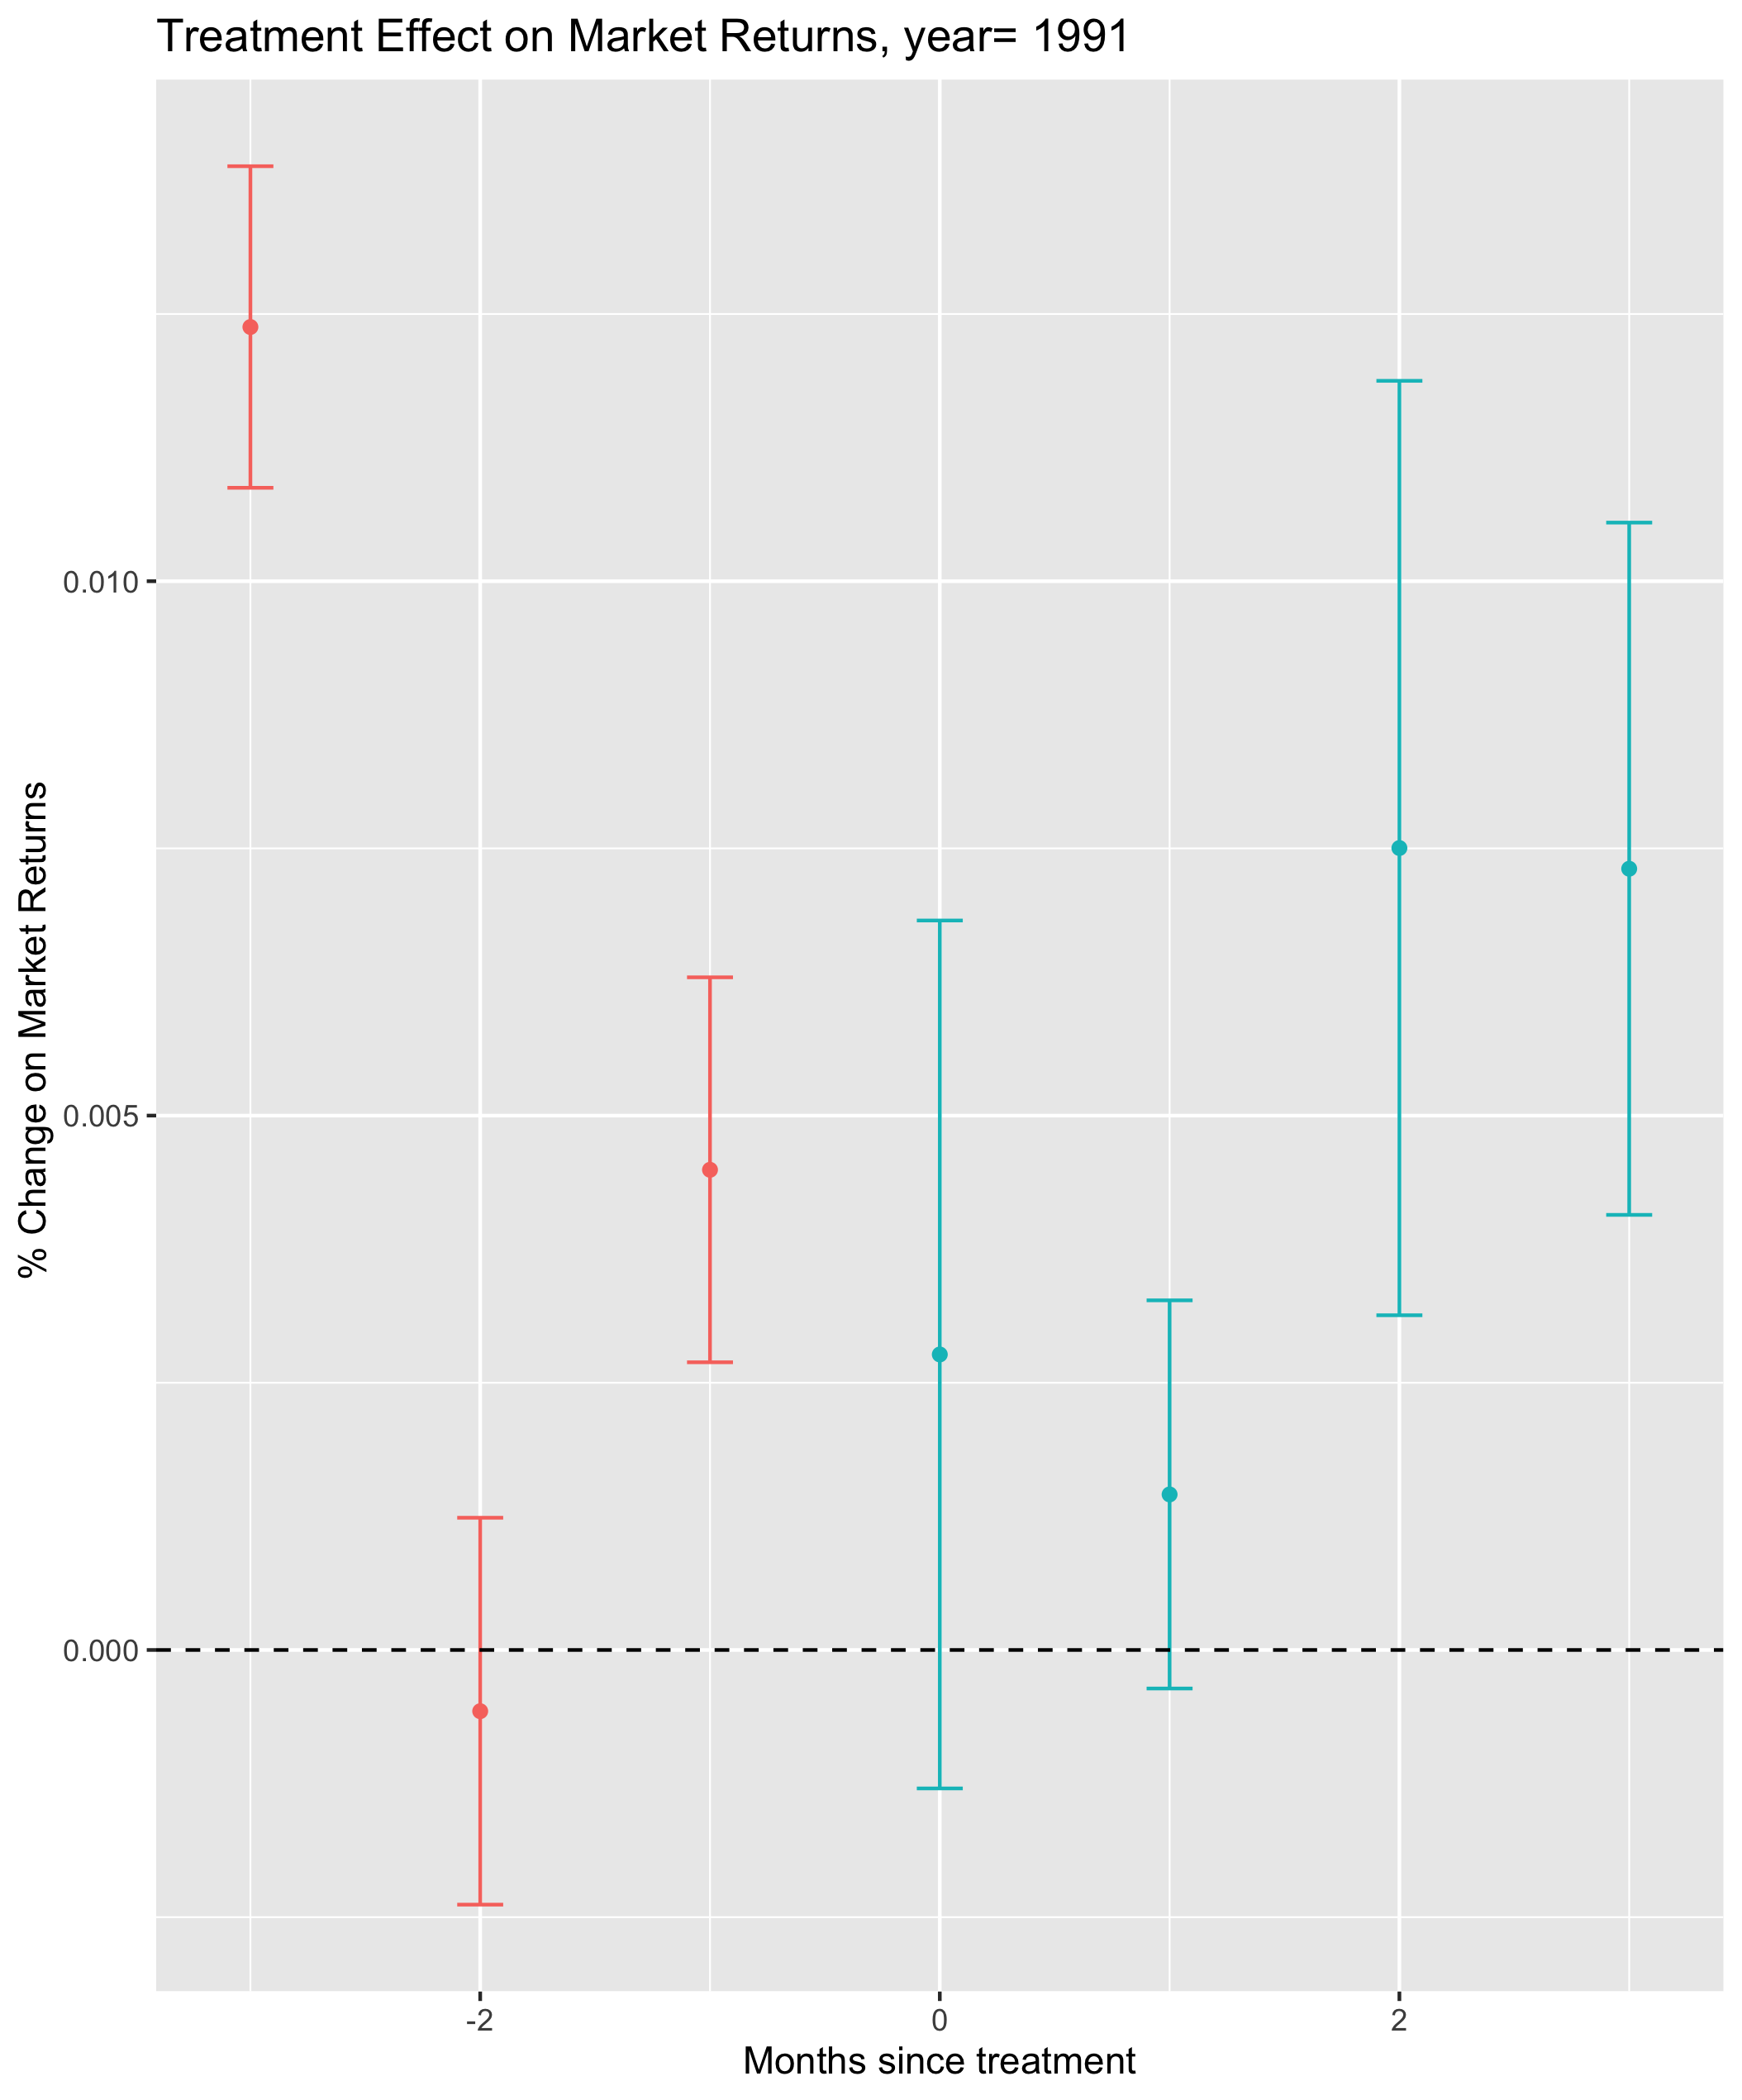 Treatment Effect on Market Returns, year= 1991
% Change on Market Returns
0.010
0.005
0.000
-2
0
2
Months since treatment